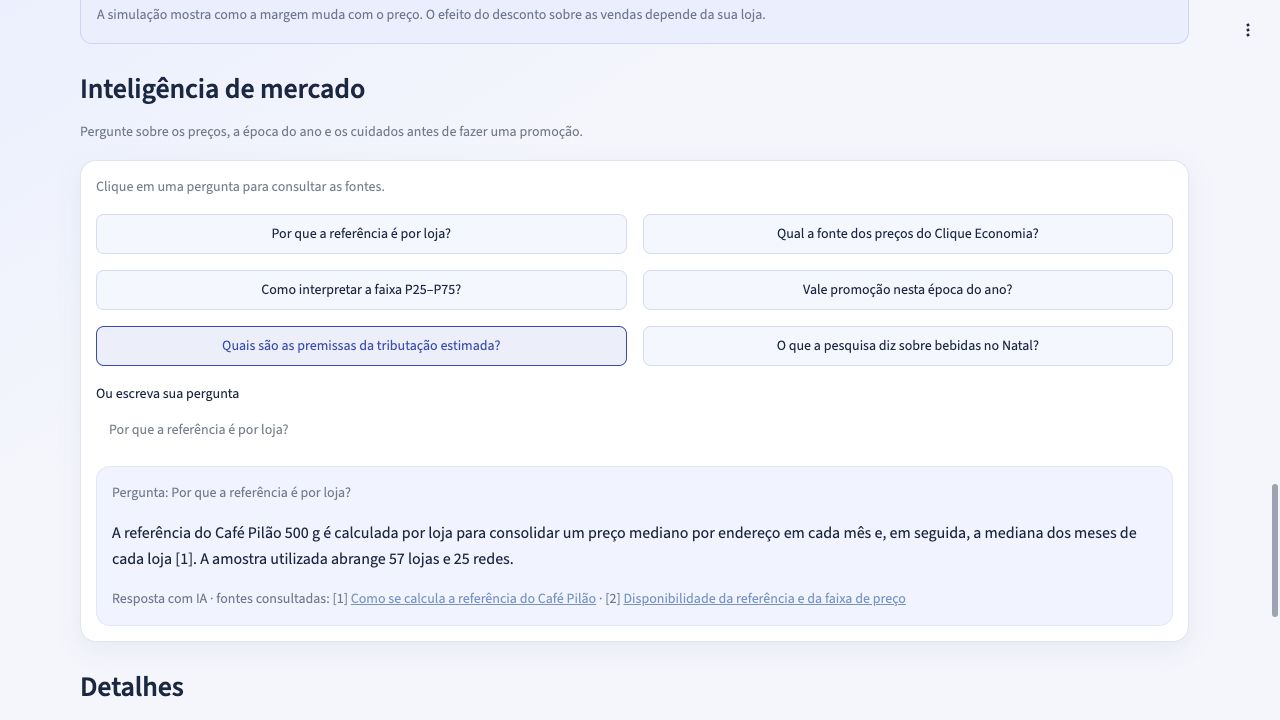 A simulação mostra como a margem muda com o preço. O efeito do desconto sobre as vendas depende da sua loja.
Inteligência de mercado
Pergunte sobre os preços, a época do ano e os cuidados antes de fazer uma promoção.
Clique em uma pergunta para consultar as fontes.
Por que a referência é por loja?
Qual a fonte dos preços do Clique Economia?
Como interpretar a faixa P25–P75?
Vale promoção nesta época do ano?
Quais são as premissas da tributação estimada?
O que a pesquisa diz sobre bebidas no Natal?
Ou escreva sua pergunta
Por que a referência é por loja?
Pergunta: Por que a referência é por loja?
A referência do Café Pilão 500 g é calculada por loja para consolidar um preço mediano por endereço em cada mês e, em seguida, a mediana dos meses de
cada loja [1]. A amostra utilizada abrange 57 lojas e 25 redes.
Resposta com IA · fontes consultadas: [1] Como se calcula a referência do Café Pilão · [2] Disponibilidade da referência e da faixa de preço
Detalhes